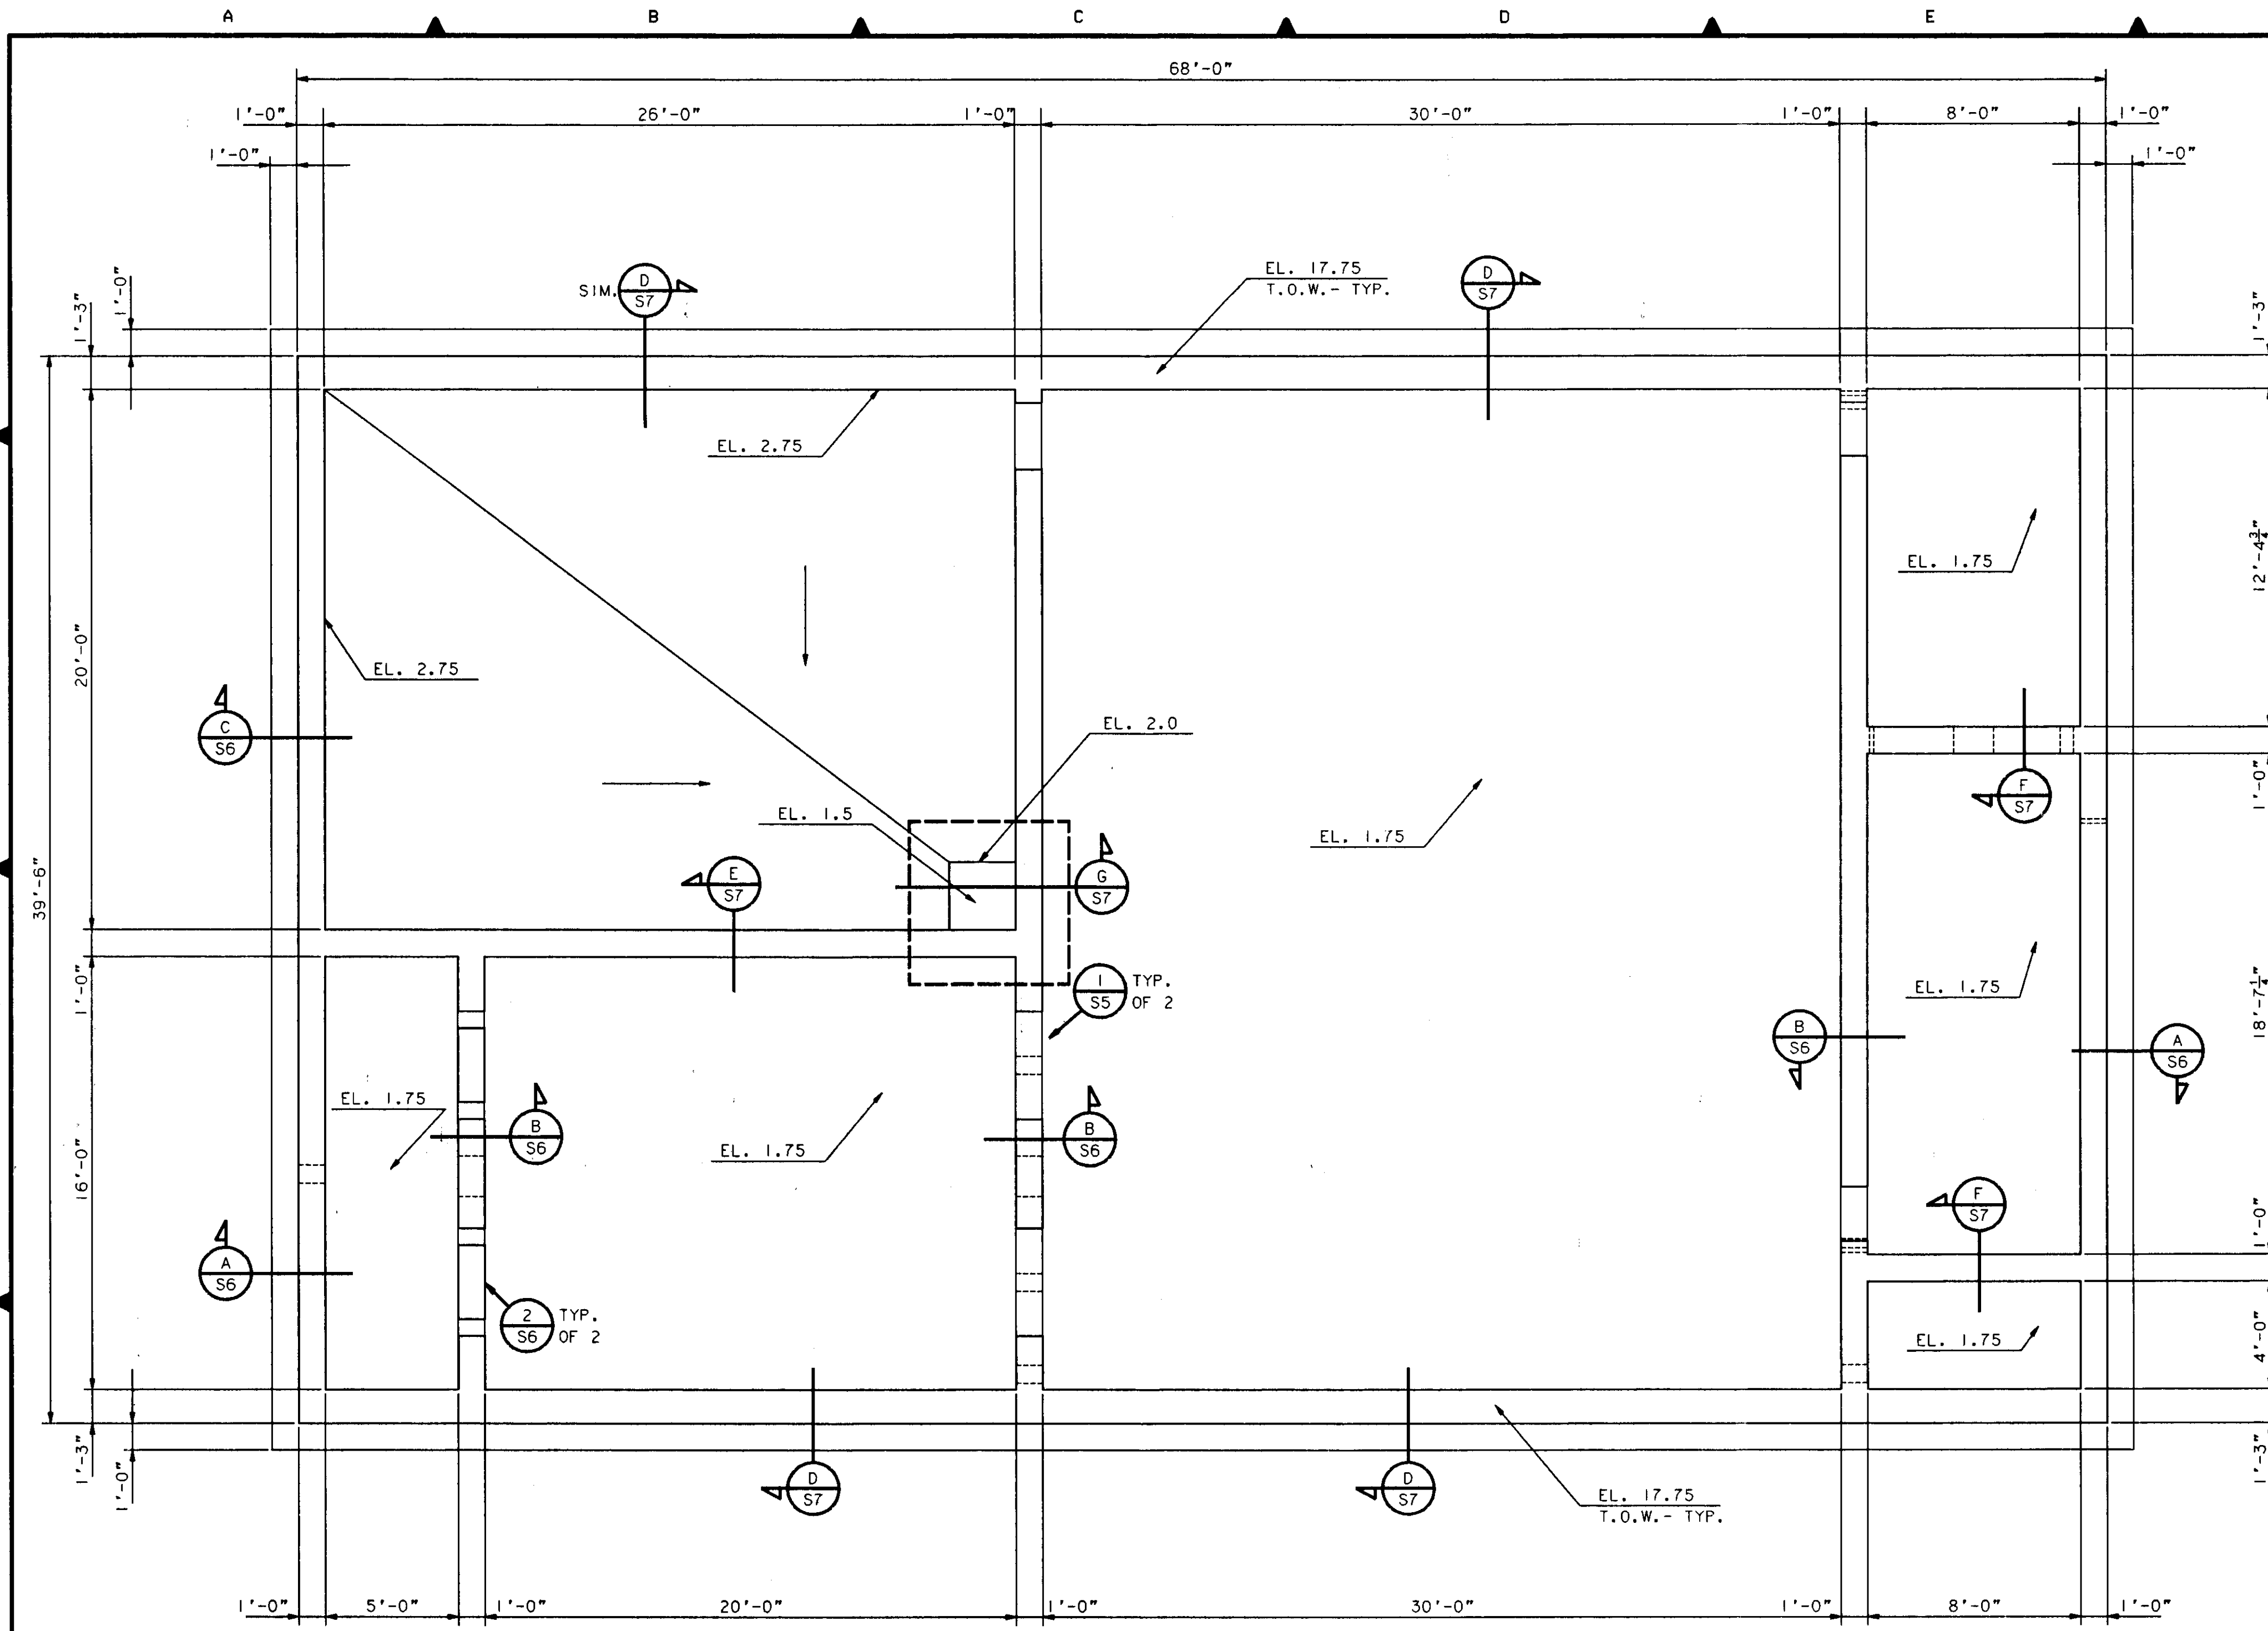 A B C D E
68'-0"
1'-0" 26'-0" 1'-0" 30'-0" 1'-0" 8'-0" 1'-0"
1'-0" 1'-0"
SIM. D
S7
EL. 17.75
T.O.W.- TYP.
D
S7
1'-3"
1'-0"
1'-3"
EL. 2.75
12'-4 3/4"
EL. 1.75
20'-0"
EL. 2.75
C
S6
EL. 2.0
EL. 1.5
EL. 1.75
1'-0"
F
S7
39'-6"
E
S7
G
S7
1'-0"
1 TYP.
S5 OF 2
EL. 1.75
18'-7 1/4"
B
S6
A
S6
EL. 1.75
B
S6
EL. 1.75
B
S6
16'-0"
F
S7
1'-0"
A
S6
2 TYP.
S6 OF 2
EL. 1.75
4'-0"
1'-3"
1'-0"
D
S7
D
S7
EL. 17.75
T.O.W.- TYP.
1'-3"
1'-0" 5'-0" 1'-0" 20'-0" 1'-0" 30'-0" 1'-0" 8'-0" 1'-0"